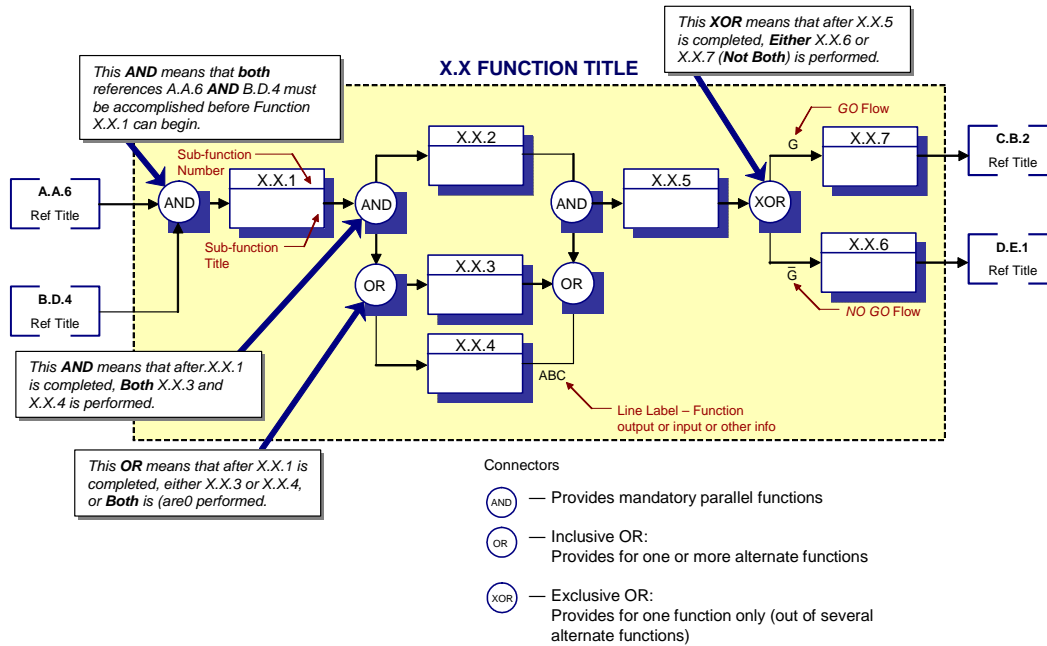 This AND means that both
references A.A.6 AND B.D.4 must
be accomplished before Function
X.X.1 can begin.
X.X FUNCTION TITLE
This XOR means that after X.X.5
is completed, Either X.X.6 or
X.X.7 (Not Both) is performed.
A.A.6
Ref Title
B.D.4
Ref Title
AND
Sub-function
Number
X.X.1
Sub-function
Title
AND
OR
X.X.2
X.X.3
X.X.4
ABC
AND
OR
X.X.5
XOR
GO Flow
G
X.X.7
X.X.6
G̅
NO GO Flow
C.B.2
Ref Title
D.E.1
Ref Title
Line Label – Function
output or input or other info
This AND means that after.X.X.1
is completed, Both X.X.3 and
X.X.4 is performed.
This OR means that after X.X.1 is
completed, either X.X.3 or X.X.4,
or Both is (are0 performed.
Connectors
AND — Provides mandatory parallel functions
OR — Inclusive OR:
Provides for one or more alternate functions
XOR — Exclusive OR:
Provides for one function only (out of several
alternate functions)